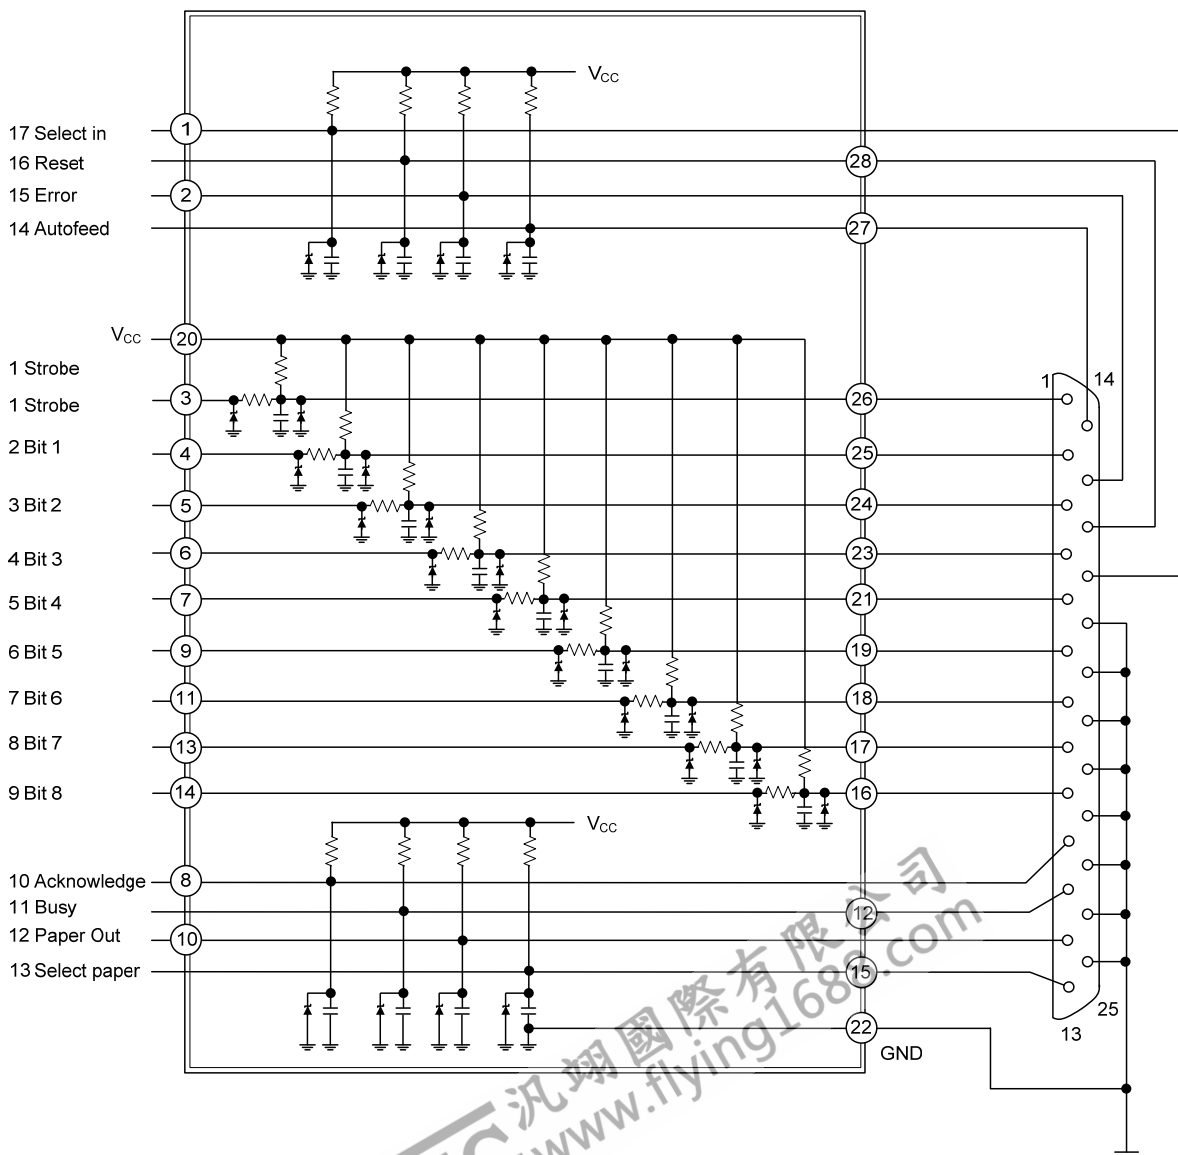 V_CC
17 Select in
1
16 Reset
28
15 Error
2
14 Autofeed
27
V_CC
20
1 Strobe
1 Strobe
3
26
1
14
2 Bit 1
4
25
3 Bit 2
5
24
4 Bit 3
6
23
5 Bit 4
7
21
6 Bit 5
9
19
7 Bit 6
11
18
8 Bit 7
13
17
9 Bit 8
14
16
V_CC
10 Acknowledge
8
11 Busy
12
12 Paper Out
10
13 Select paper
15
25
13
22
GND
汎翊國際有限公司
www.flying1688.com